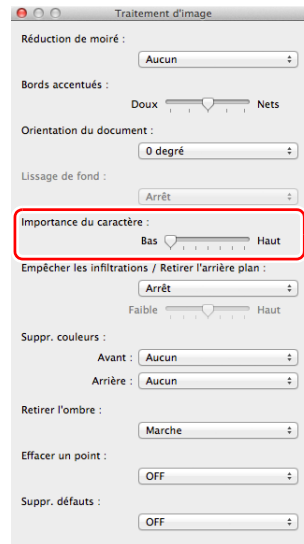 Traitement d'image
Réduction de moiré :
Aucun
Bords accentués :
Doux Nets
Orientation du document :
0 degré
Lissage de fond :
Arrêt
Importance du caractère :
Bas Haut
Empêcher les infiltrations / Retirer l'arrière plan :
Arrêt
Faible Haut
Suppr. couleurs :
Avant : Aucun
Arrière : Aucun
Retirer l'ombre :
Marche
Effacer un point :
OFF
Suppr. défauts :
OFF